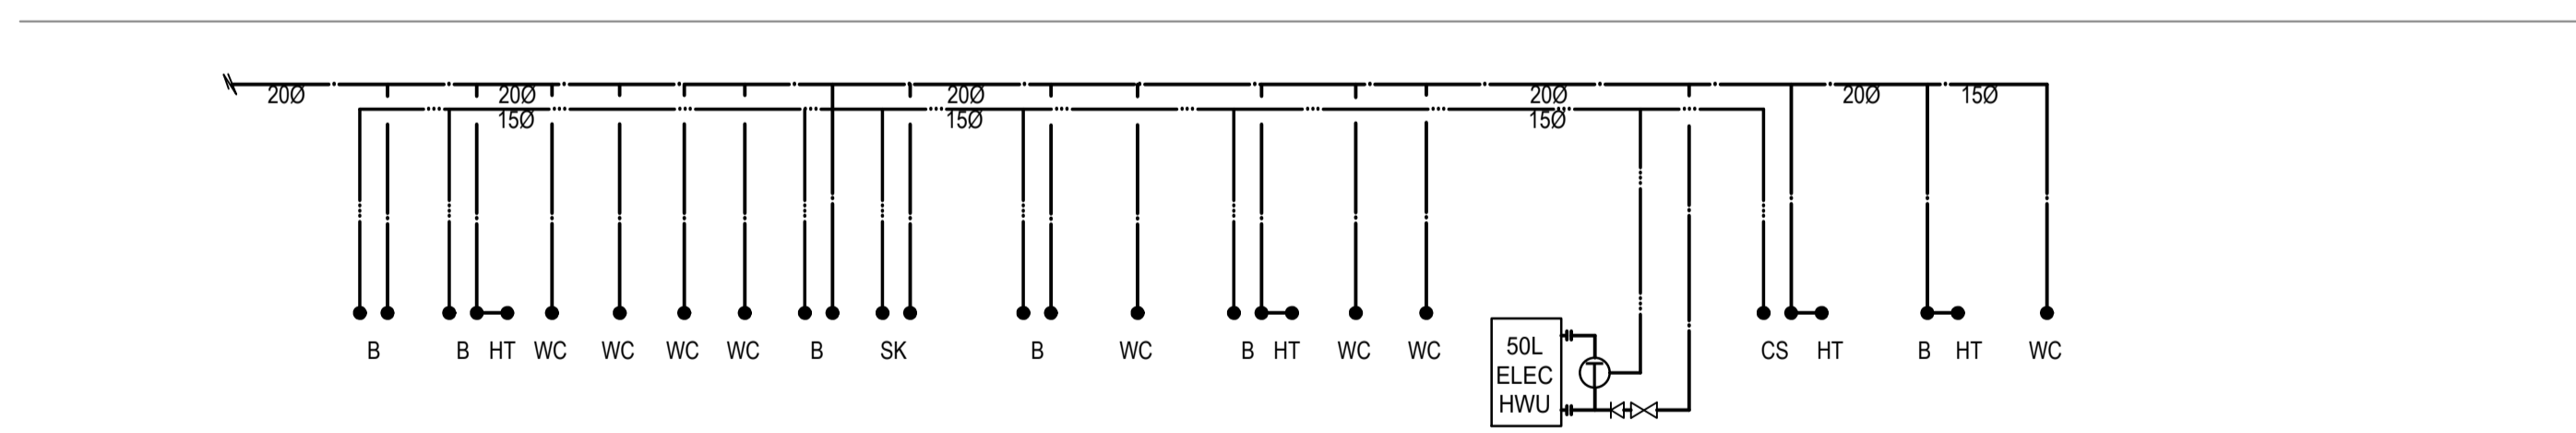 20Ø 20Ø 20Ø 20Ø 20Ø 15Ø
15Ø 15Ø 15Ø
B B HT WC WC WC WC B SK B WC B HT WC WC CS HT B HT WC
50L
ELEC
HWU
T